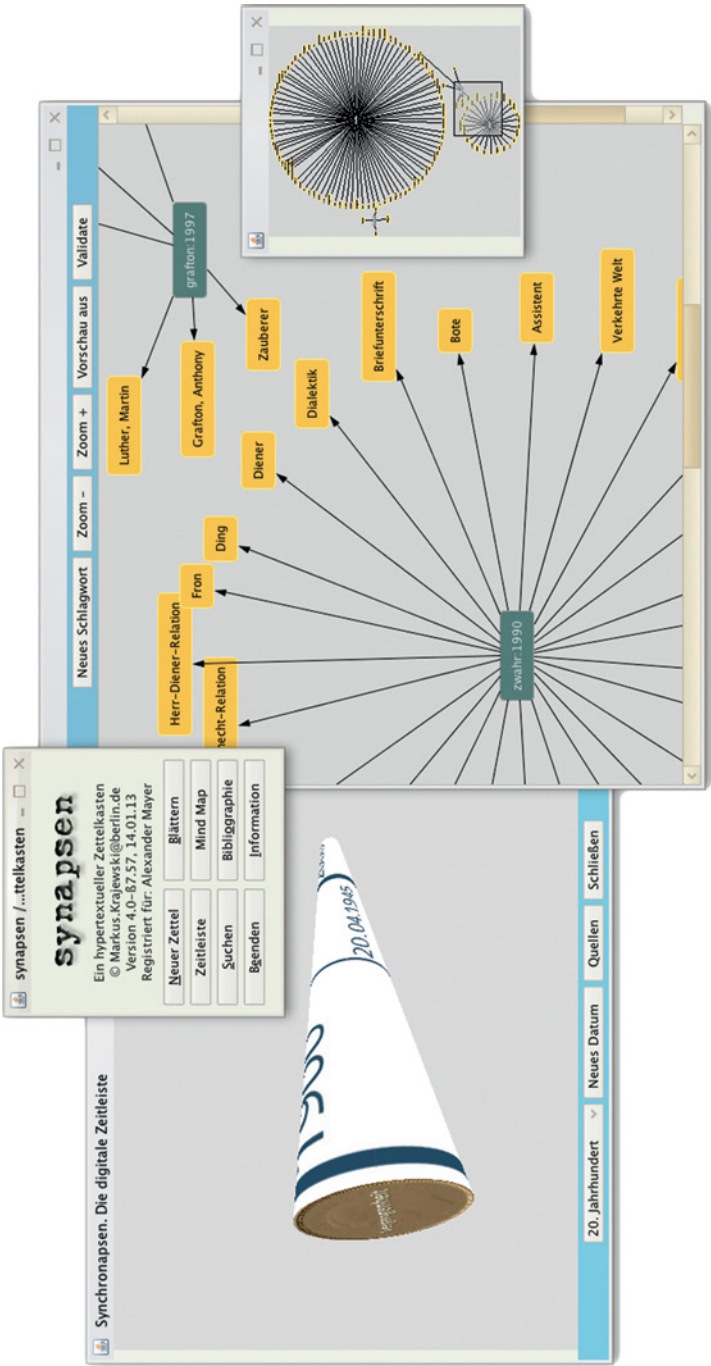 synapsen /...ttelkasten
synapsen
Ein hypertextueller Zettelkasten
© Markus.Krajewski@berlin.de
Version 4.0-ß7.57, 14.01.13
Registriert für: Alexander Mayer
Neuer Zettel
Blättern
Zeitleiste
Mind Map
Suchen
Bibliographie
Beenden
Information
Synchronapsen. Die digitale Zeitleiste
20.04.1945
20. Jahrhundert
Neues Datum
Quellen
Schließen
Neues Schlagwort
Zoom –
Zoom +
Vorschau aus
Validate
grafton:1997
Luther, Martin
Grafton, Anthony
Zauberer
Herr-Diener-Relation
necht-Relation
Fron
Ding
Diener
Dialektik
Briefunterschrift
Bote
Assistent
Verkehrte Welt
zwahr:1990